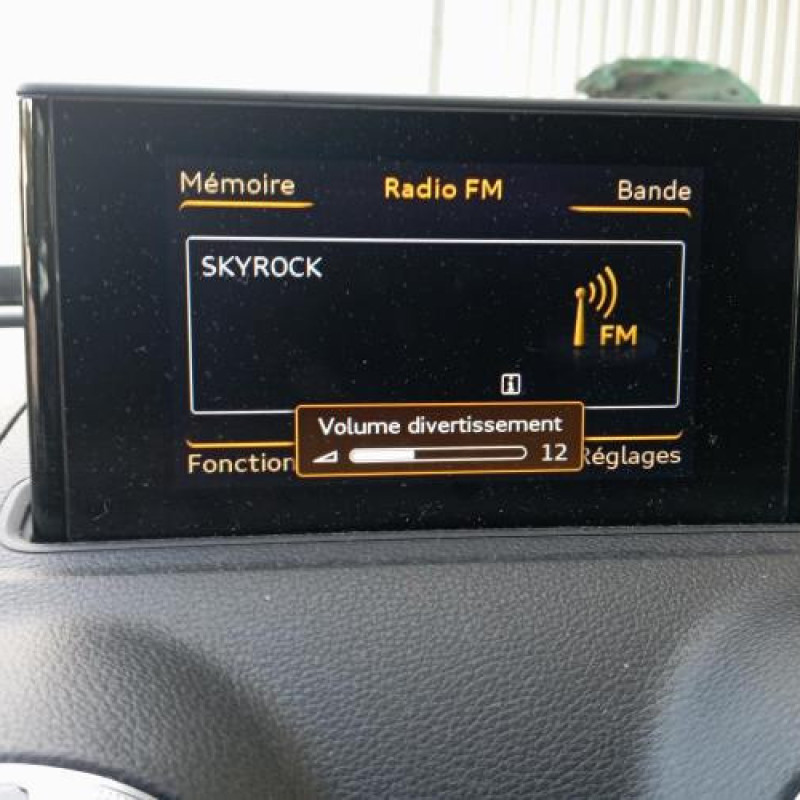 Mémoire Radio FM Bande
SKYROCK
FM
i
Volume divertissement
12
Fonction Réglages